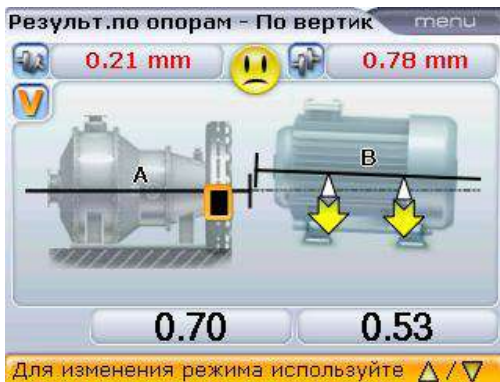 Результ.по опорам - По вертик menu
0.21 mm 0.78 mm
V
A B
0.70 0.53
Для изменения режима используйте △/▽